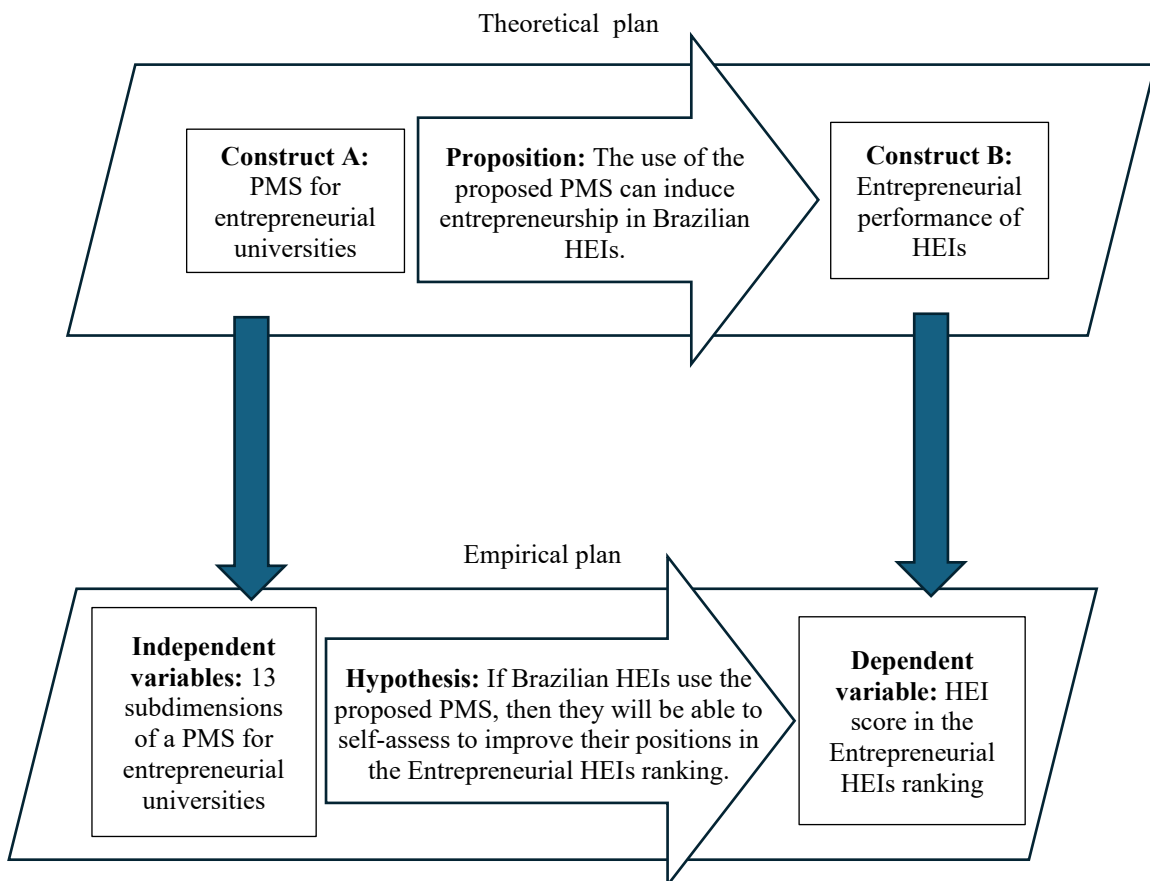 Theoretical plan
Construct A:
PMS for
entrepreneurial
universities
Proposition: The use of the
proposed PMS can induce
entrepreneurship in Brazilian
HEIs.
Construct B:
Entrepreneurial
performance of
HEIs
Empirical plan
Independent
variables: 13
subdimensions
of a PMS for
entrepreneurial
universities
Hypothesis: If Brazilian HEIs use the
proposed PMS, then they will be able to
self-assess to improve their positions in
the Entrepreneurial HEIs ranking.
Dependent
variable: HEI
score in the
Entrepreneurial
HEIs ranking